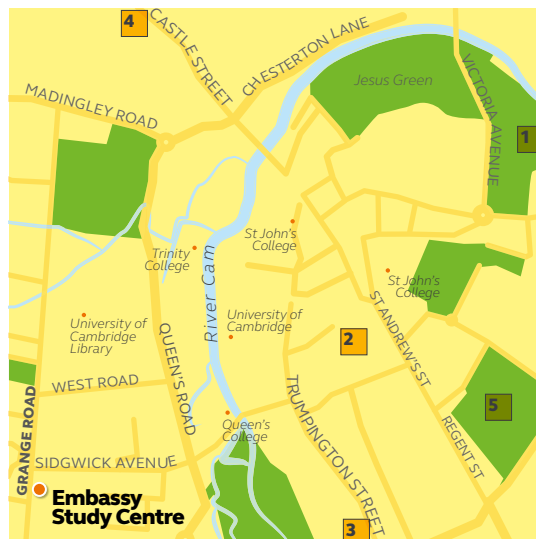 4
CASTLE STREET
CHESTERTON LANE
Jesus Green
VICTORIA AVENUE
MADINGLEY ROAD
1
St John's
College
Trinity
College
River Cam
St John's
College
University of
Cambridge
Library
University of
Cambridge
2
ST ANDREW'S ST
QUEEN'S ROAD
WEST ROAD
TRUMPINGTON STREET
5
GRANGE ROAD
Queen's
College
REGENT ST
SIDGWICK AVENUE
Embassy
Study Centre
3